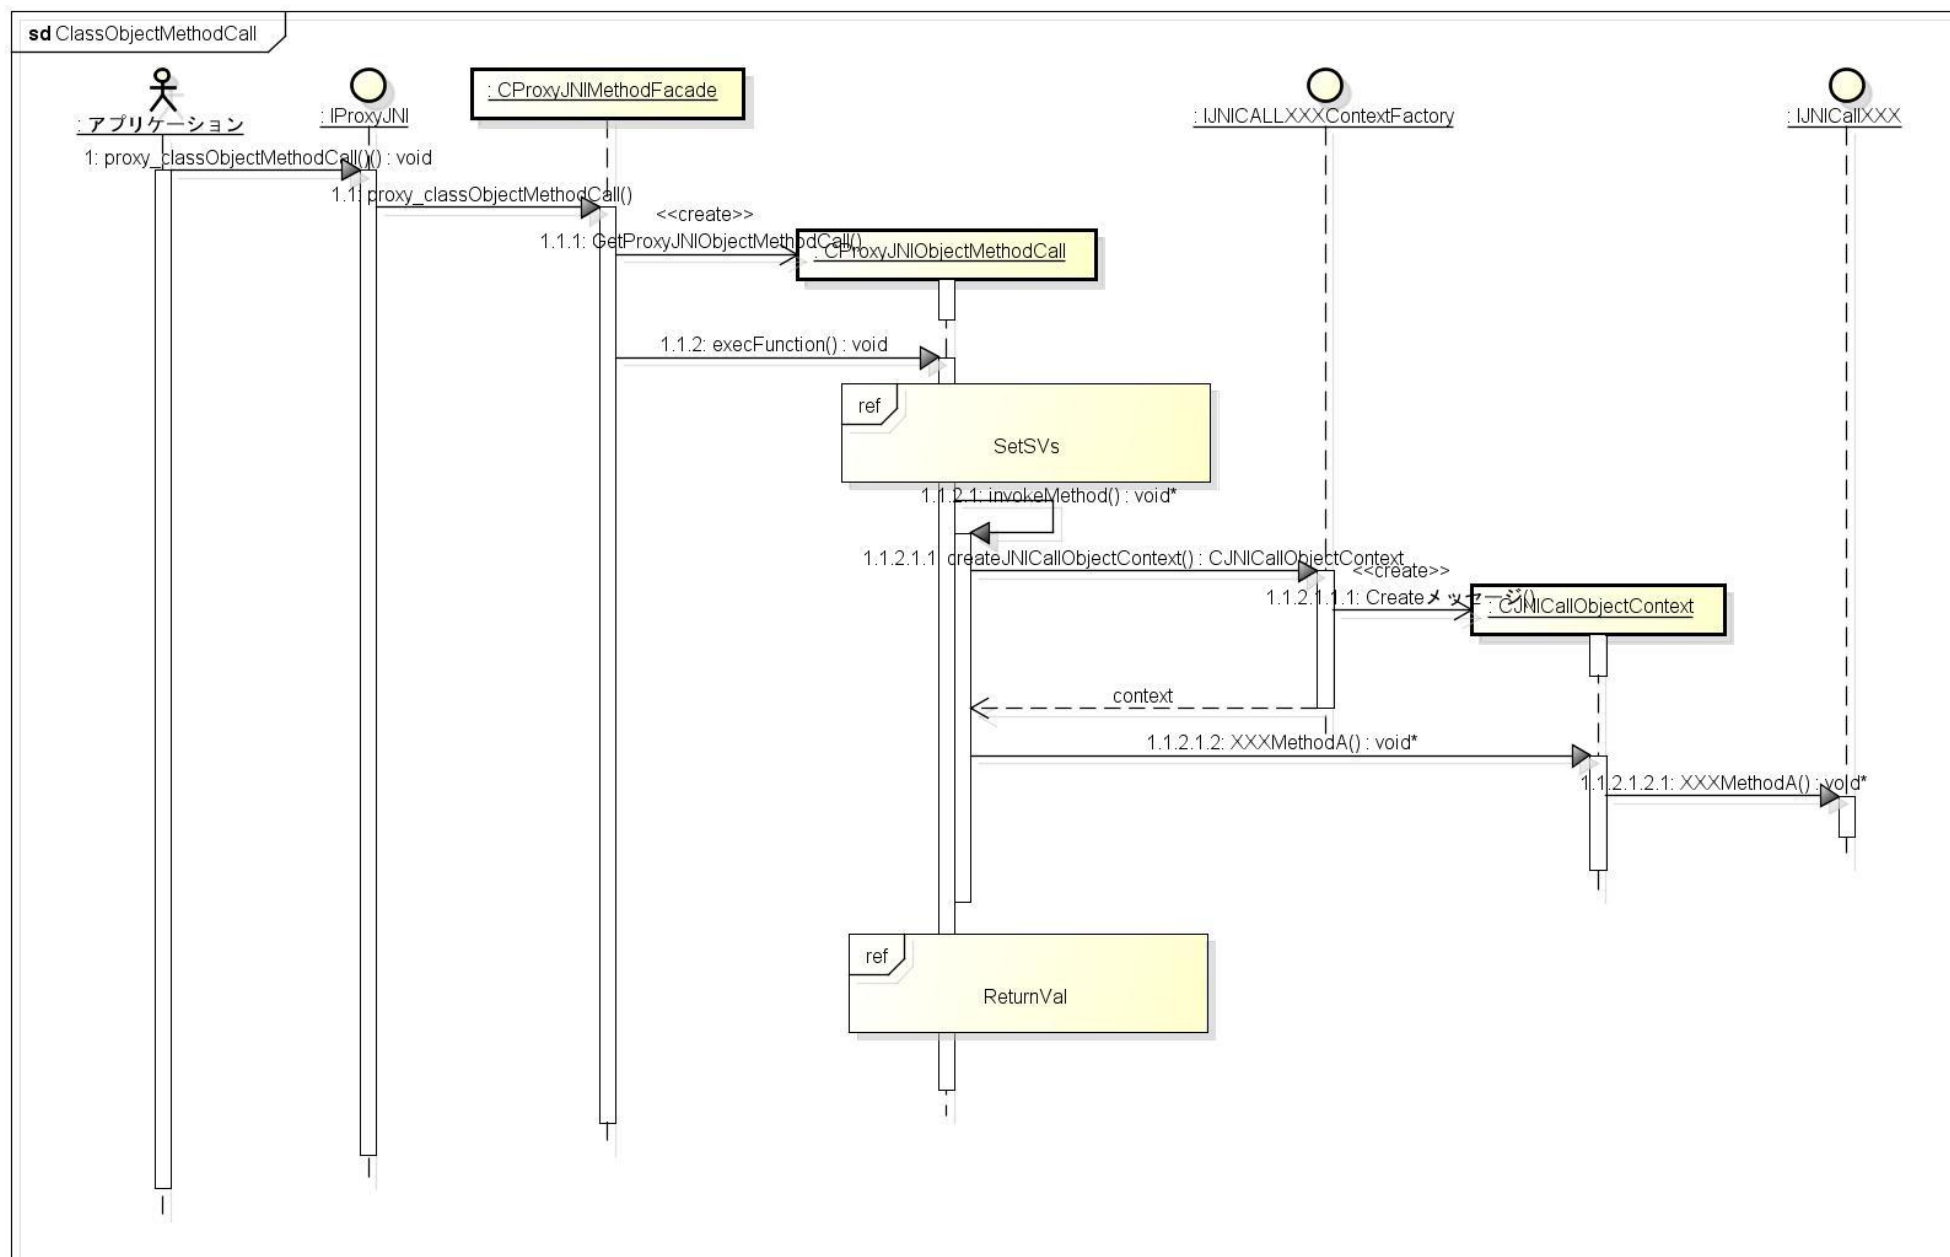 sd ClassObjectMethodCall
: アプリケーション
: IProxyJNI
: CProxyJNIMethodFacade
: IJNICALLXXXContextFactory
: IJNICallXXX
1: proxy_classObjectMethodCall()() : void
1.1: proxy_classObjectMethodCall()
<<create>>
1.1.1: GetProxyJNIObjectMethodCall()
: CProxyJNIObjectMethodCall
1.1.2: execFunction() : void
ref
SetSVs
1.1.2.1: invokeMethod() : void*
1.1.2.1.1: createJNICallObjectContext() : CJNICallObjectContext
<<create>>
1.1.2.1.1.1: Createメッセージ()
: CJNICallObjectContext
context
1.1.2.1.2: XXXMethodA() : void*
1.1.2.1.2.1: XXXMethodA() : void*
ref
ReturnVal